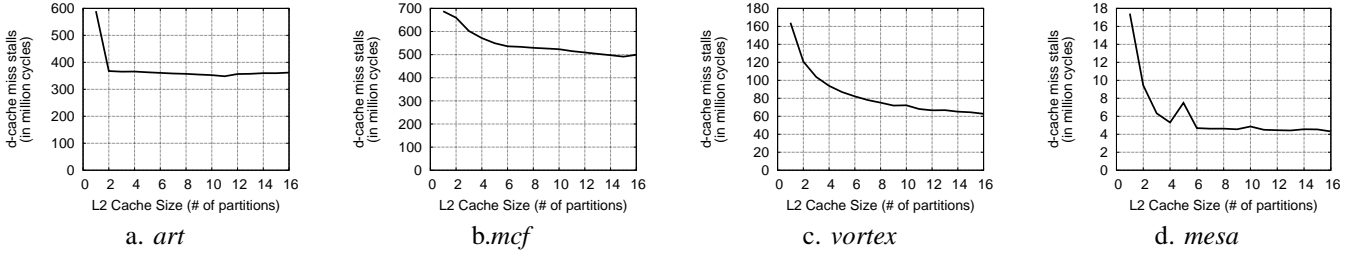 600
500
400
300
200
100
0
d-cache miss stalls
(in million cycles)
0 2 4 6 8 10 12 14 16
L2 Cache Size (# of partitions)
a. art
700
600
500
400
300
200
100
0
d-cache miss stalls
(in million cycles)
0 2 4 6 8 10 12 14 16
L2 Cache Size (# of partitions)
b.mcf
180
160
140
120
100
80
60
40
20
0
d-cache miss stalls
(in million cycles)
0 2 4 6 8 10 12 14 16
L2 Cache Size (# of partitions)
c. vortex
18
16
14
12
10
8
6
4
2
0
d-cache miss stalls
(in million cycles)
0 2 4 6 8 10 12 14 16
L2 Cache Size (# of partitions)
d. mesa